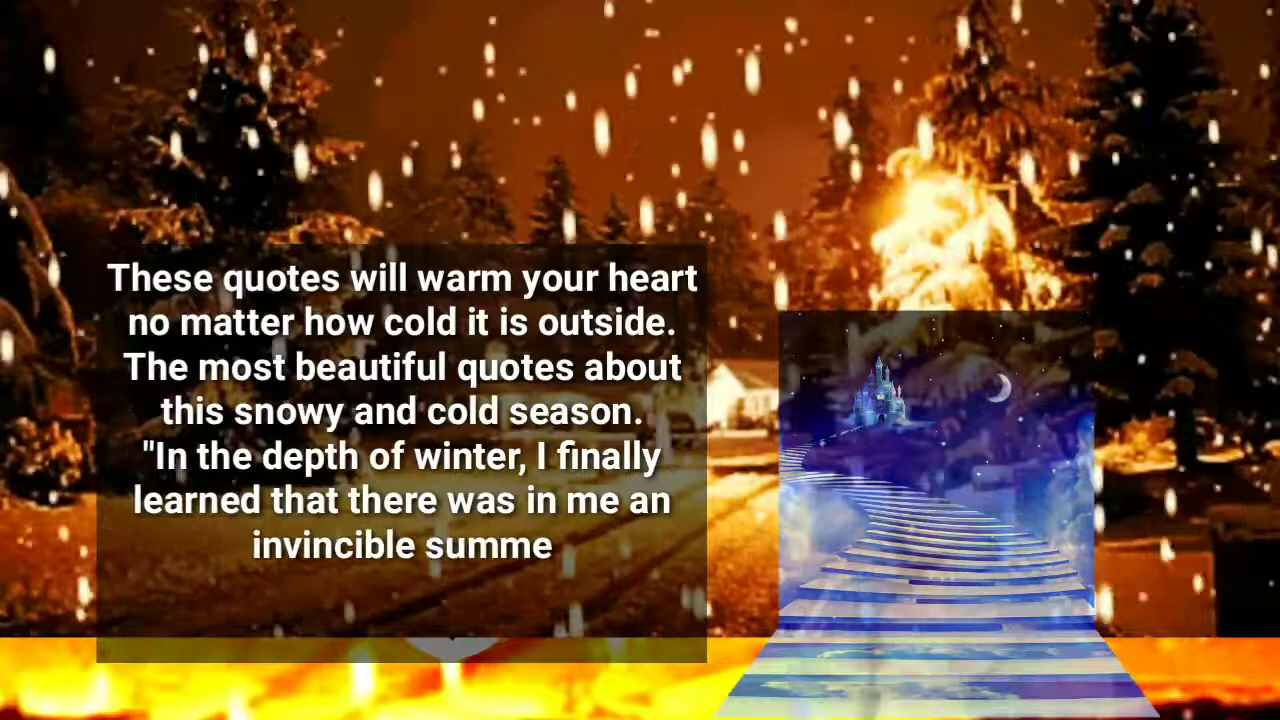 These quotes will warm your heart
no matter how cold it is outside.
The most beautiful quotes about
this snowy and cold season.
"In the depth of winter, I finally
learned that there was in me an
invincible summe